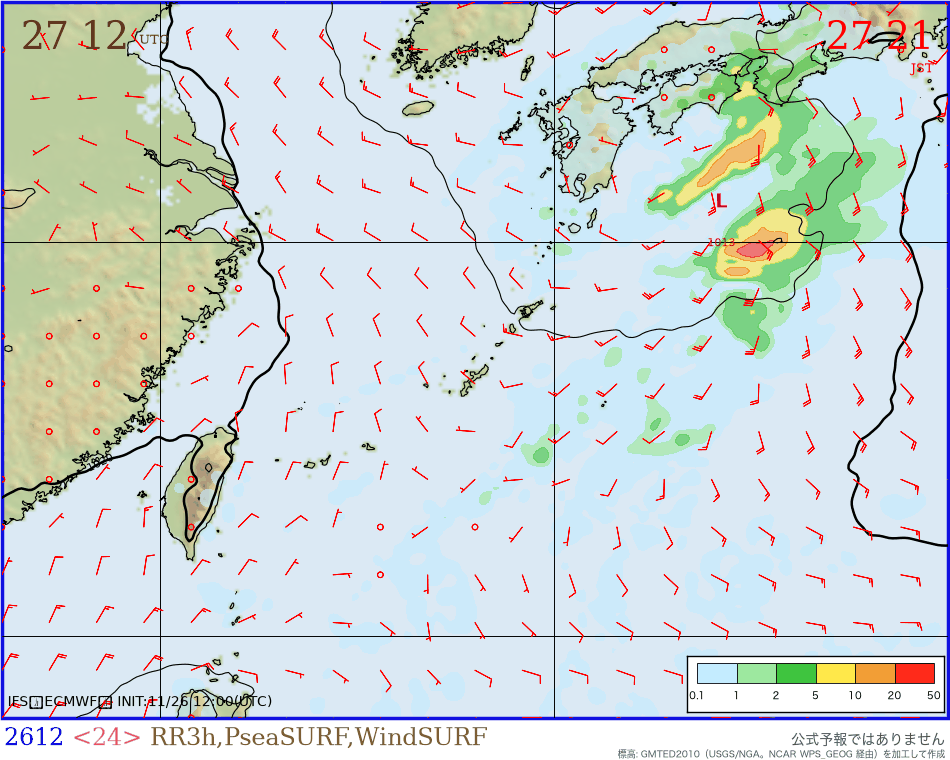 27 12 (UTC)
27 21 JST
L
1013
IFS ECMWF INIT:11/26 12:00(UTC)
0.1 1 2 5 10 20 50
2612 <24> RR3h,PseaSURF,WindSURF
公式予報ではありません
標高: GMTED2010（USGS/NGA。NCAR WPS_GEOG 経由）を加工して作成